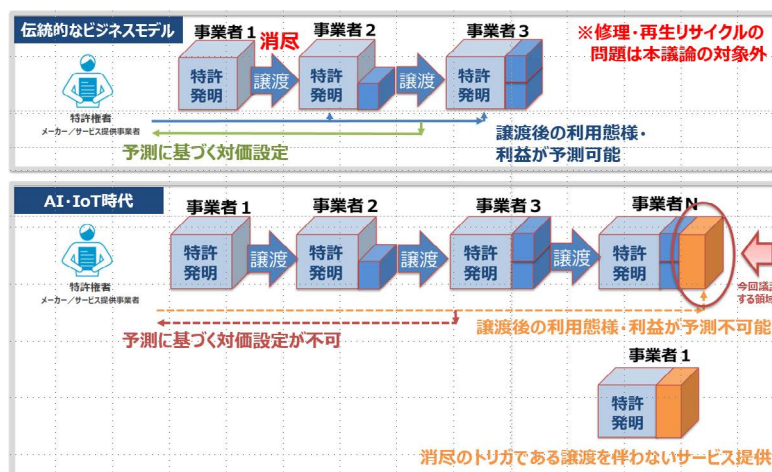 伝統的なビジネスモデル
事業者1
消尽
事業者2
事業者3
※修理・再生リサイクルの
問題は本議論の対象外
特許
発明
譲渡
特許
発明
譲渡
特許
発明
特許権者
メーカー／サービス提供事業者
予測に基づく対価設定
譲渡後の利用態様・
利益が予測可能
AI・IoT時代
事業者1
事業者2
事業者3
事業者N
特許
発明
譲渡
特許
発明
譲渡
特許
発明
譲渡
特許
発明
特許権者
メーカー／サービス提供事業者
今回議
する領域
予測に基づく対価設定が不可
譲渡後の利用態様・利益が予測不可能
事業者1
特許
発明
消尽のトリガである譲渡を伴わないサービス提供